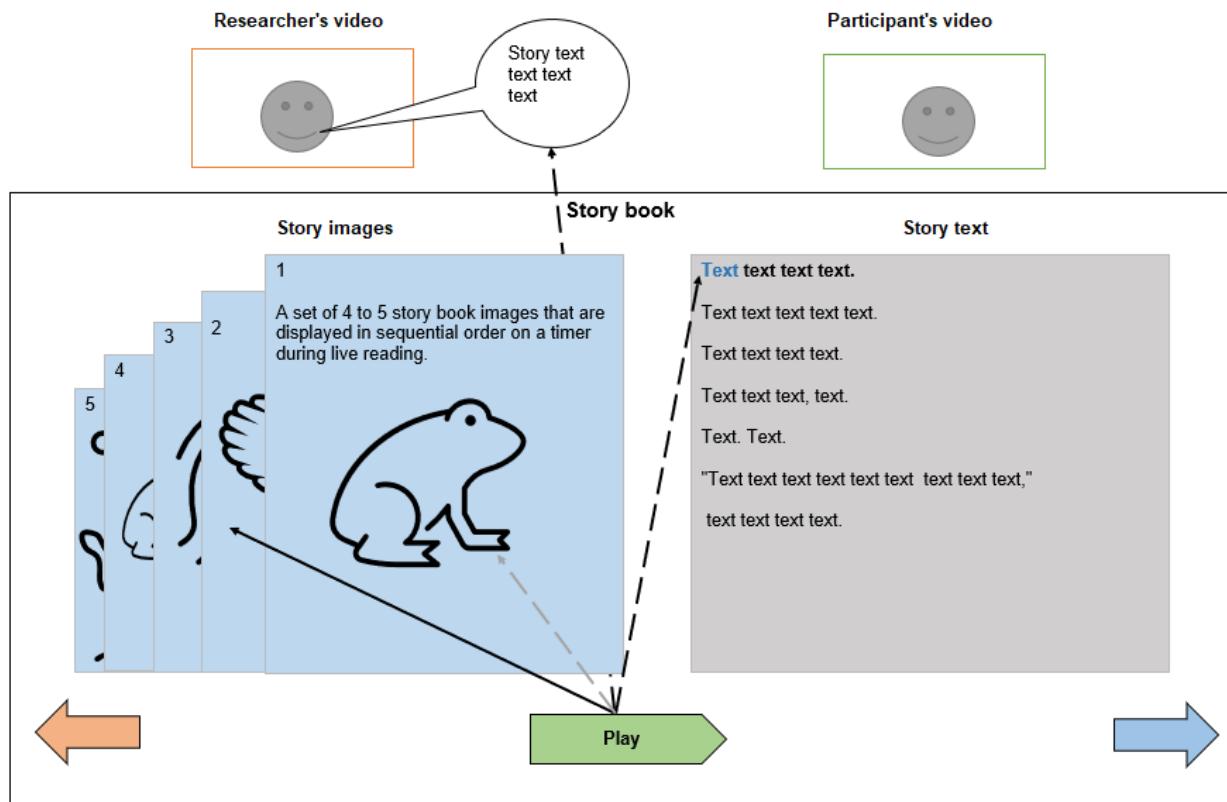 Researcher's video
Participant's video
Story text
text text
text
Story book
Story images
Story text
1
A set of 4 to 5 story book images that are
displayed in sequential order on a timer
during live reading.
2
3
4
5
Text text text text.
Text text text text text.
Text text text text.
Text text text, text.
Text. Text.
"Text text text text text text  text text text,"
text text text text.
Play